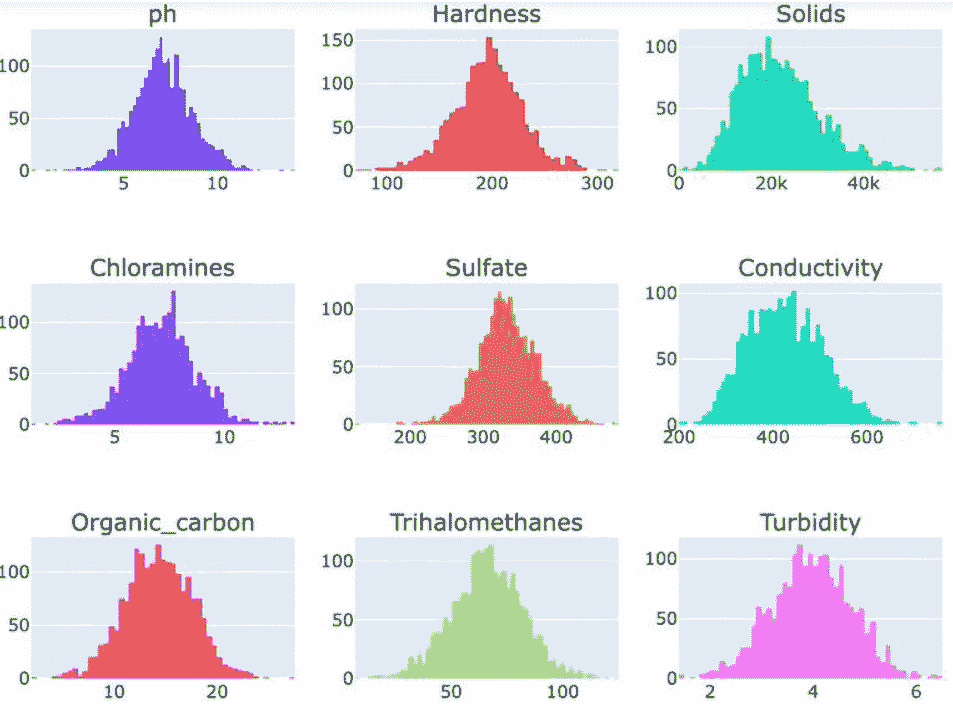 ph Hardness Solids
100 150 100
50 100 50
0 50 0
5 10 0 100 200 300 0 20k 40k
Chloramines Sulfate Conductivity
100 100 100
50 50 50
0 0 0
5 10 200 300 400 200 400 600
Organic_carbon Trihalomethanes Turbidity
100 100 100
50 50 50
0 0 0
10 20 50 100 2 4 6